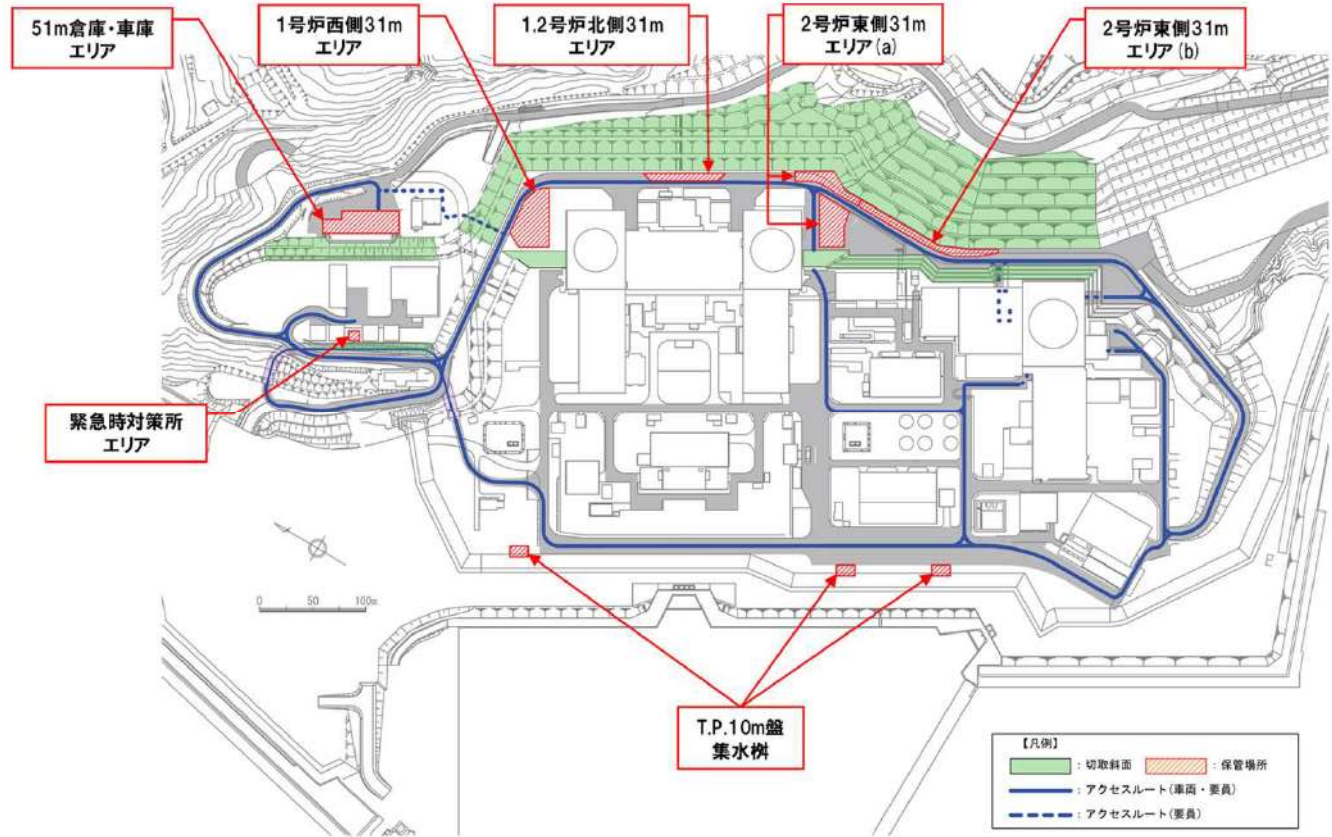 51m倉庫・車庫
エリア
1号炉西側31m
エリア
1.2号炉北側31m
エリア
2号炉東側31m
エリア(a)
2号炉東側31m
エリア(b)
緊急時対策所
エリア
0 50 100m
T.P.10m盤
集水桝
【凡例】
：切取斜面
：保管場所
：アクセスルート(車両・要員)
：アクセスルート(要員)